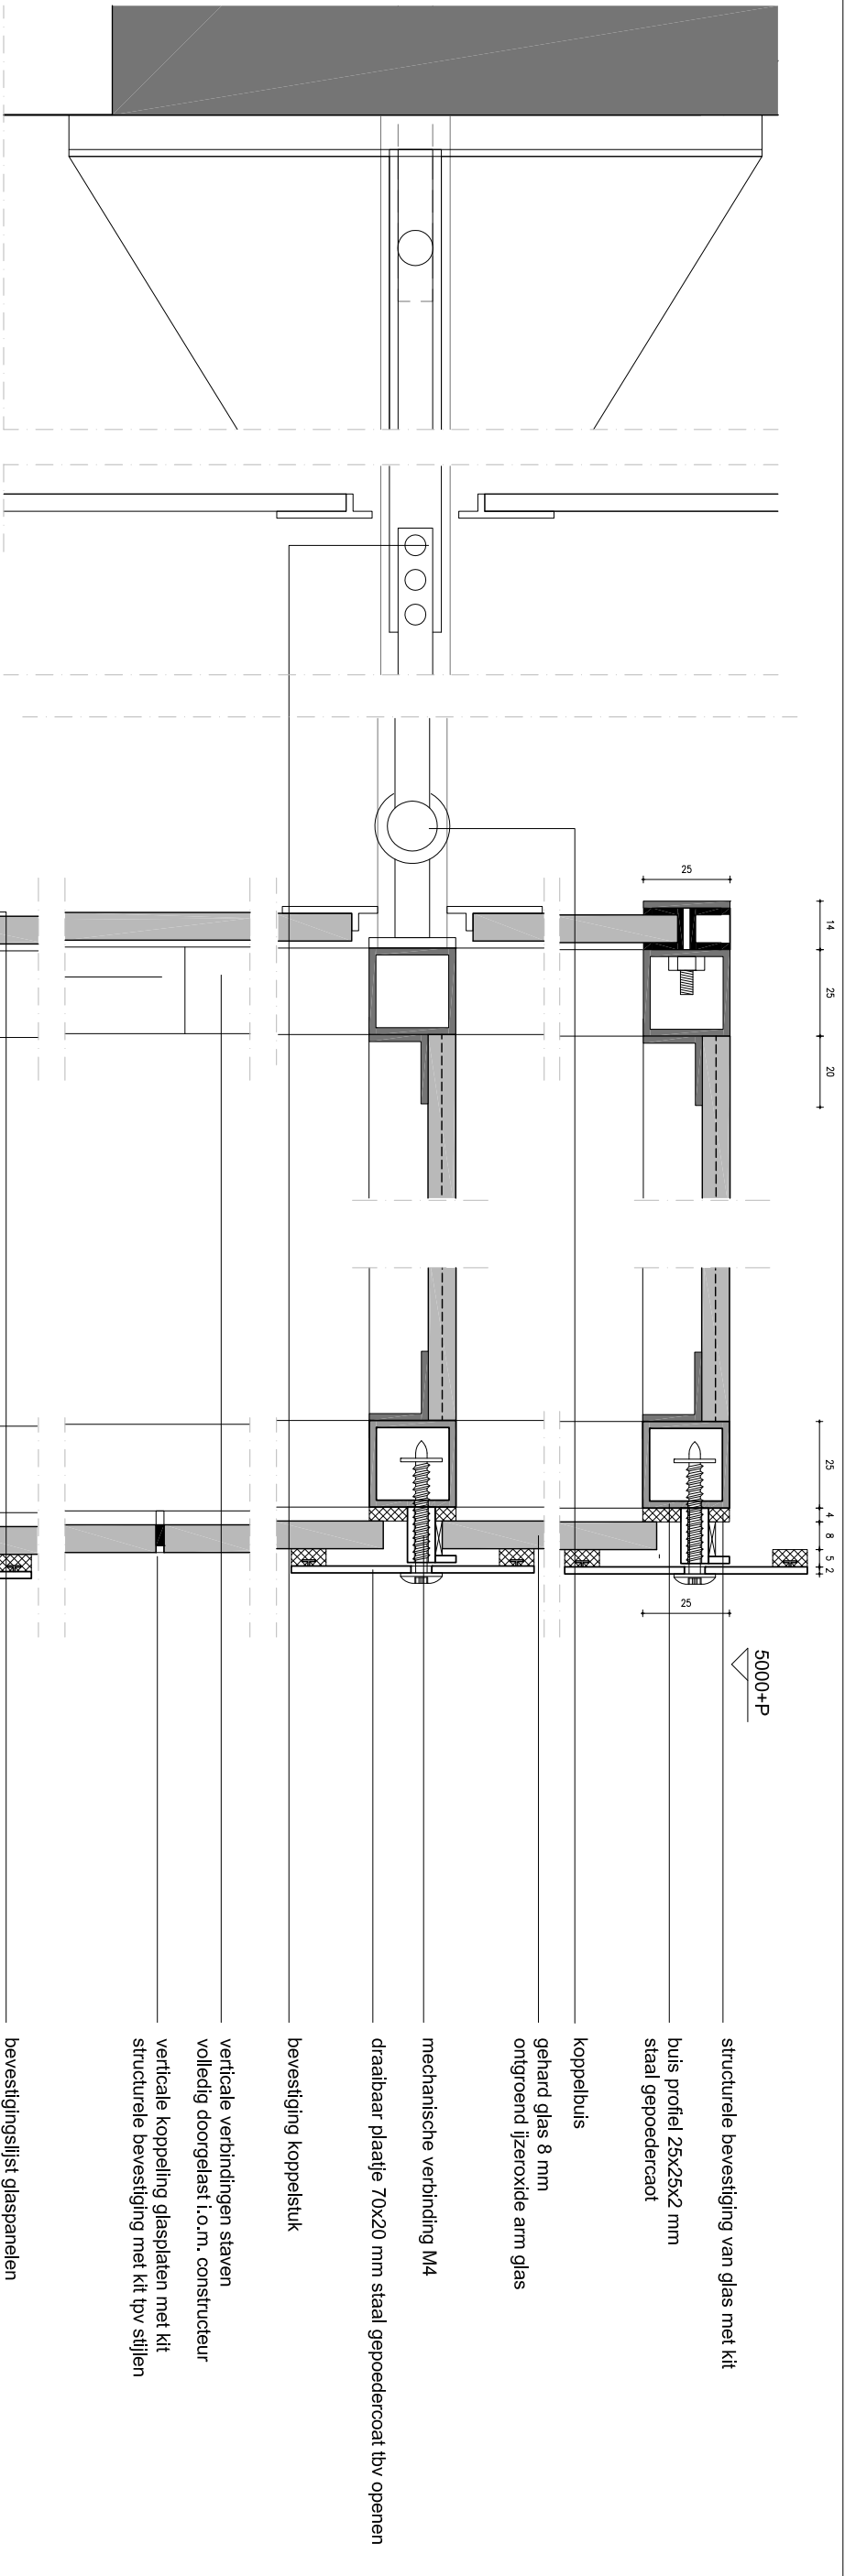 25
14
25
20
25
4
8
5
2
25
5000+P
structurele bevestiging van glas met kit
buis profiel 25x25x2 mm
staal gepoedercaot
koppelbuis
gehard glas 8 mm
ontgroend ijzeroxide arm glas
mechanische verbinding M4
draaibaar plaatje 70x20 mm staal gepoedercoat tbv openen
bevestiging koppelstuk
verticale verbindingen staven
volledig doorgelast i.o.m. constructeur
verticale koppeling glasplaten met kit
structurele bevestiging met kit tpv stijlen
bevestigingslijst glaspanelen